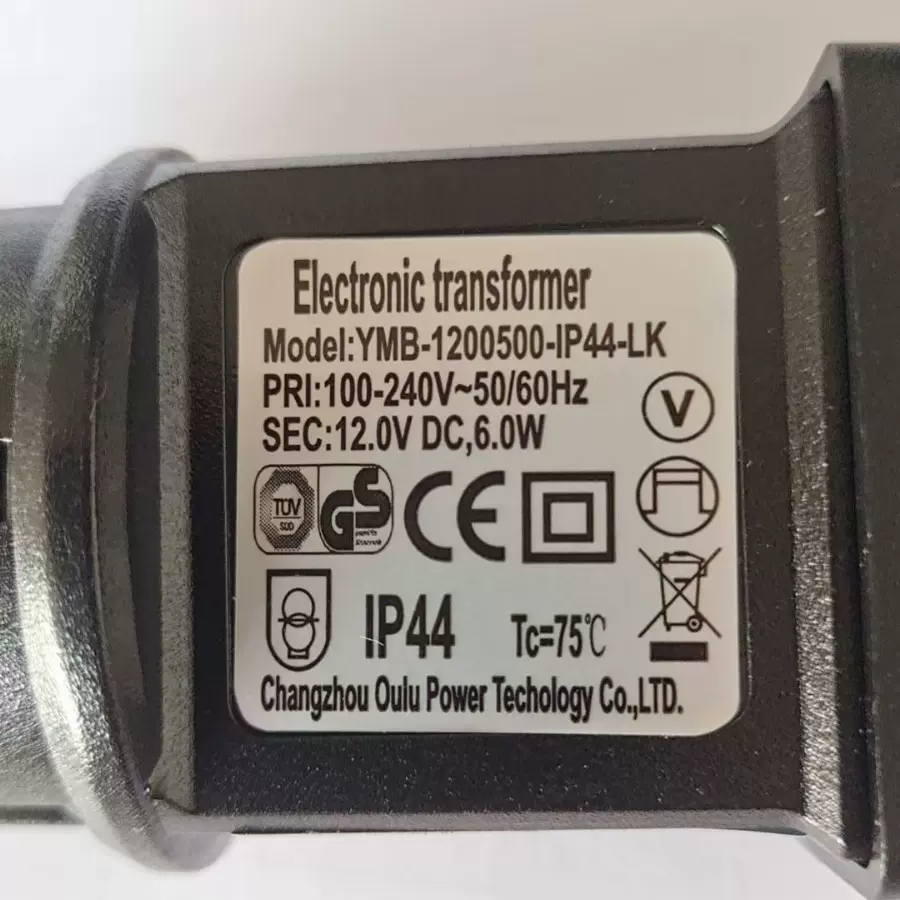 Electronic transformer
Model:YMB-1200500-IP44-LK
PRI:100-240V~50/60Hz
SEC:12.0V DC,6.0W
V
TÜV
SÜD
GS
CE
IP44
Tc=75℃
Changzhou Oulu Power Techology Co.,LTD.